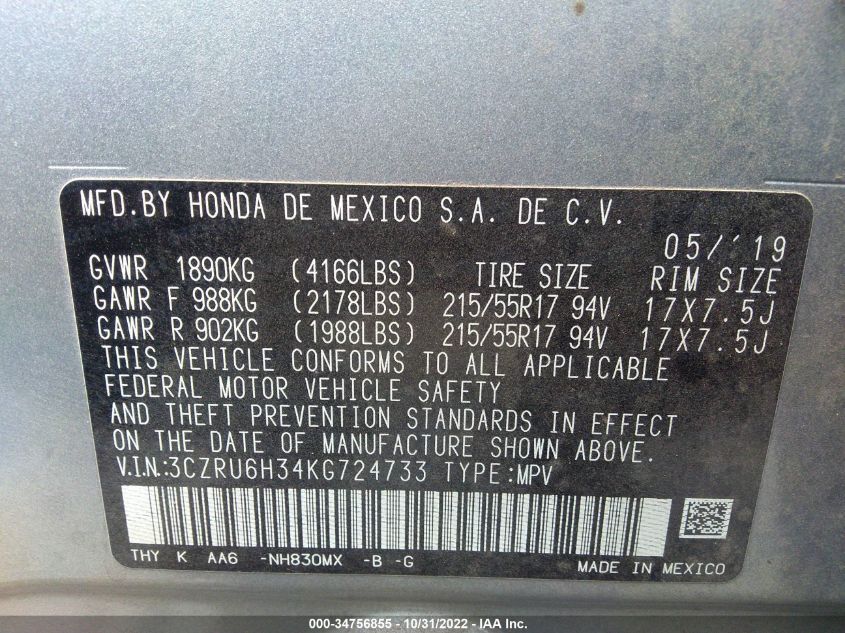 MFD.BY HONDA DE MEXICO S.A. DE C.V.
05/'19
GVWR 1890KG (4166LBS) TIRE SIZE RIM SIZE
GAWR F 988KG (2178LBS) 215/55R17 94V 17X7.5J
GAWR R 902KG (1988LBS) 215/55R17 94V 17X7.5J
THIS VEHICLE CONFORMS TO ALL APPLICABLE
FEDERAL MOTOR VEHICLE SAFETY
AND THEFT PREVENTION STANDARDS IN EFFECT
ON THE DATE OF MANUFACTURE SHOWN ABOVE.
V.I.N.:3CZRU6H34KG724733 TYPE:MPV
THY K AA6 -NH830MX -B -G
MADE IN MEXICO
000-34756855 - 10/31/2022 - IAA Inc.